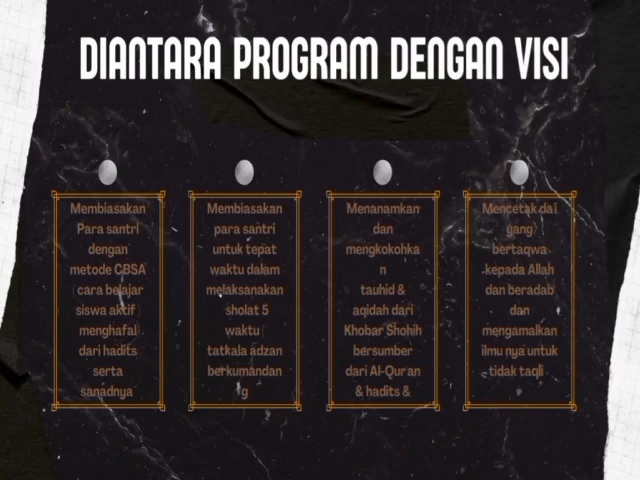 DIANTARA PROGRAM DENGAN VISI
Membiasakan
Para santri
dengan
metode CBSA
( cara belajar
siswa aktif )
menghafal
dari hadits
serta
sanadnya
Membiasakan
para santri
untuk tepat
waktu dalam
melaksanakan
sholat 5
waktu (
tatkala adzan
berkumandan
g
Menanamkan
dan
mengkokohka
n
tauhid &
aqidah dari
Khobar Shohih
bersumber
dari Al-Qur'an
& hadits &
Mencetak da'i
yang
bertaqwa
kepada Allah
dan beradab
dan
mengamalkan
ilmu nya untuk
tidak taqli